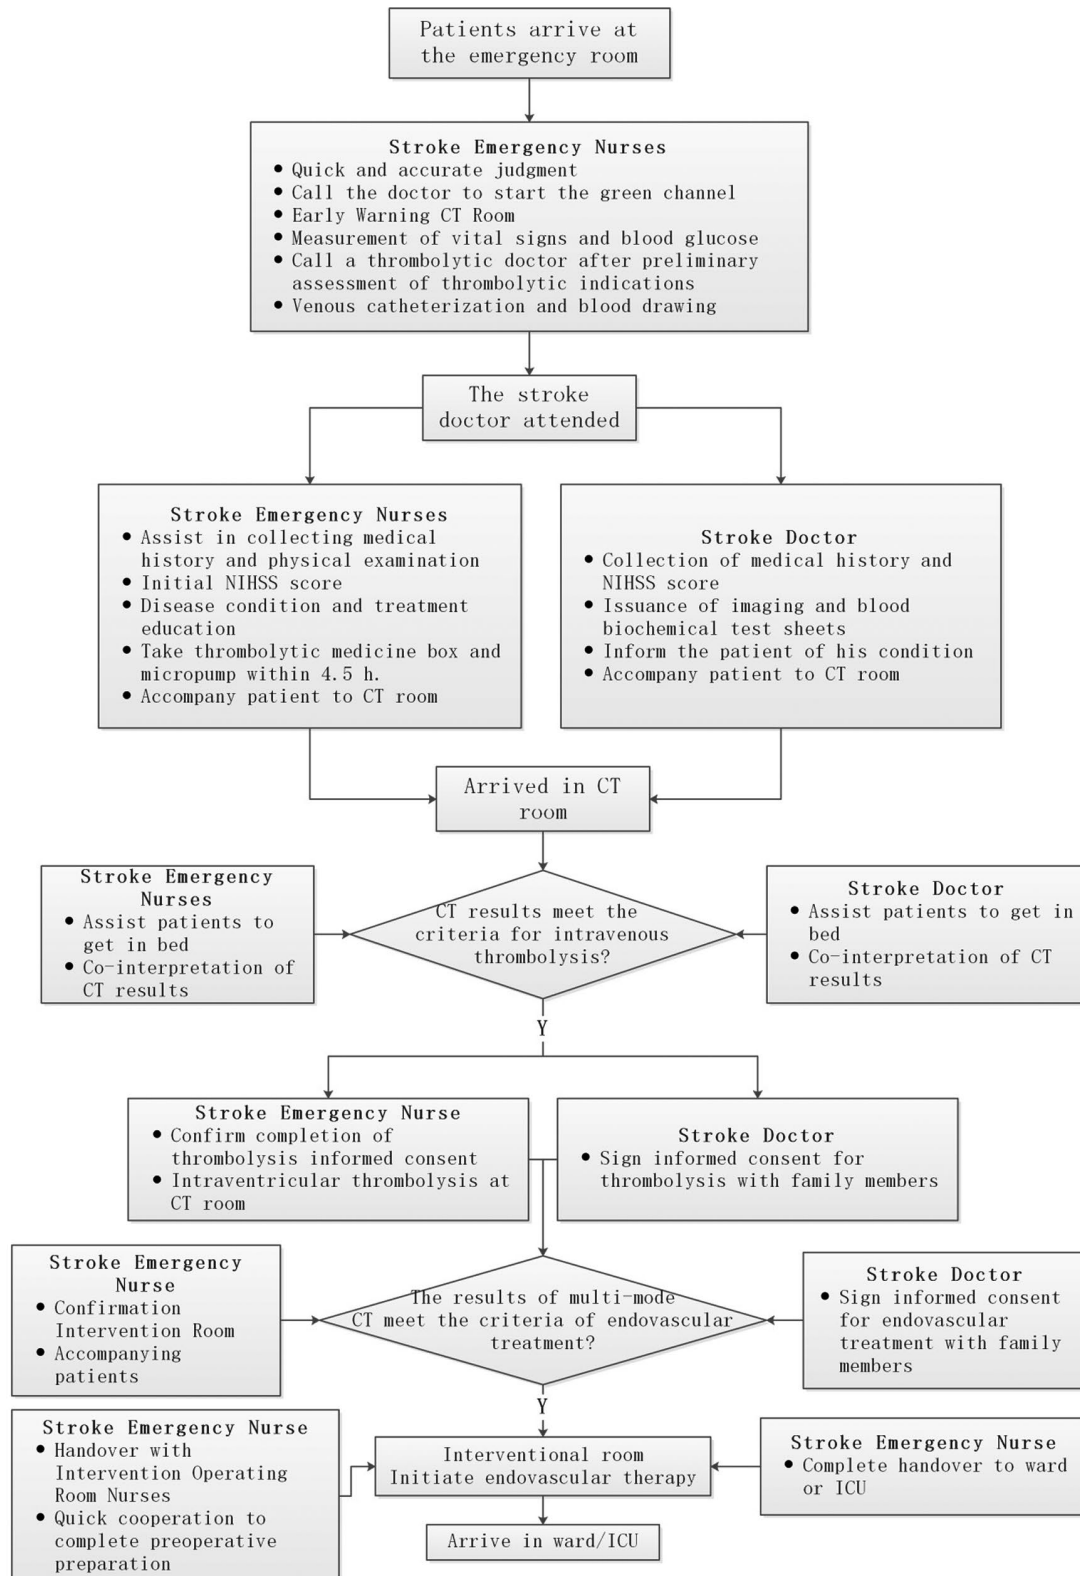 Patients arrive at
the emergency room
Stroke Emergency Nurses
• Quick and accurate judgment
• Call the doctor to start the green channel
• Early Warning CT Room
• Measurement of vital signs and blood glucose
• Call a thrombolytic doctor after preliminary
assessment of thrombolytic indications
• Venous catheterization and blood drawing
The stroke
doctor attended
Stroke Emergency Nurses
• Assist in collecting medical
history and physical examination
• Initial NIHSS score
• Disease condition and treatment
education
• Take thrombolytic medicine box and
micropump within 4.5 h.
• Accompany patient to CT room
Stroke Doctor
• Collection of medical history and
NIHSS score
• Issuance of imaging and blood
biochemical test sheets
• Inform the patient of his condition
• Accompany patient to CT room
Arrived in CT
room
Stroke Emergency
Nurses
• Assist patients to
get in bed
• Co-interpretation of
CT results
CT results meet the
criteria for intravenous
thrombolysis?
Stroke Doctor
• Assist patients to get in
bed
• Co-interpretation of CT
results
Y
Stroke Emergency Nurse
• Confirm completion of
thrombolysis informed consent
• Intraventricular thrombolysis at
CT room
Stroke Doctor
• Sign informed consent for
thrombolysis with family members
Stroke Emergency
Nurse
• Confirmation
Intervention Room
• Accompanying
patients
The results of multi-mode
CT meet the criteria of endovascular
treatment?
Stroke Doctor
• Sign informed consent
for endovascular
treatment with family
members
Y
Stroke Emergency Nurse
• Handover with
Intervention Operating
Room Nurses
• Quick cooperation to
complete preoperative
preparation
Interventional room
Initiate endovascular therapy
Stroke Emergency Nurse
• Complete handover to ward
or ICU
Arrive in ward/ICU